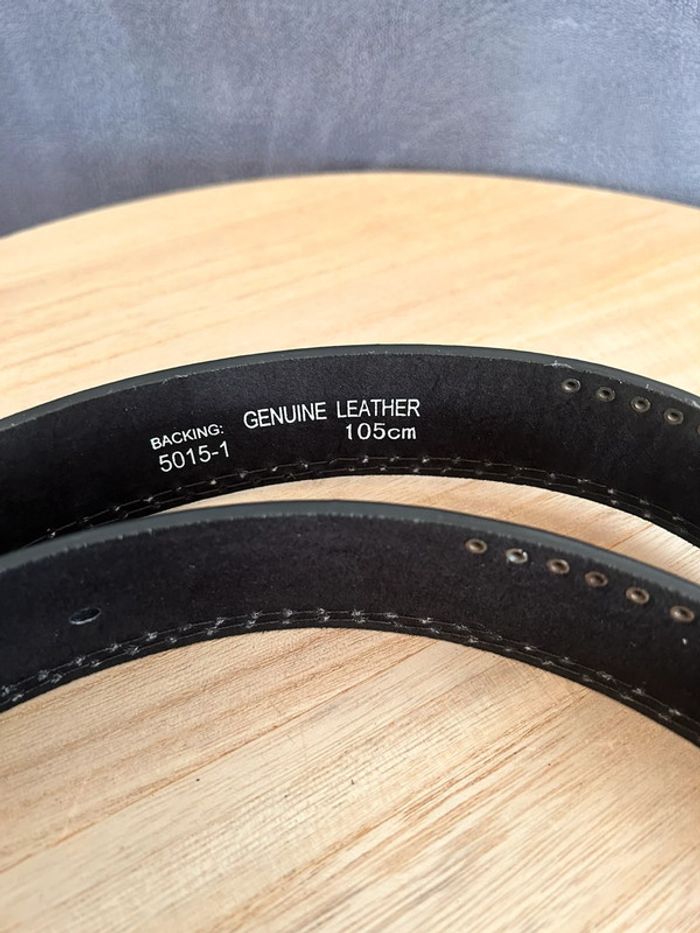 BACKING:
5015-1
GENUINE LEATHER
105cm